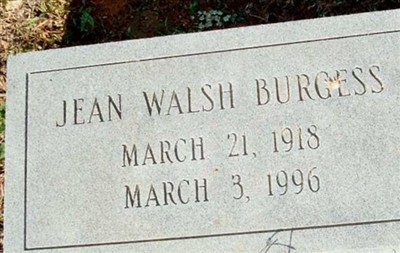 JEAN WALSH BURGESS
MARCH 21, 1918
MARCH 3, 1996